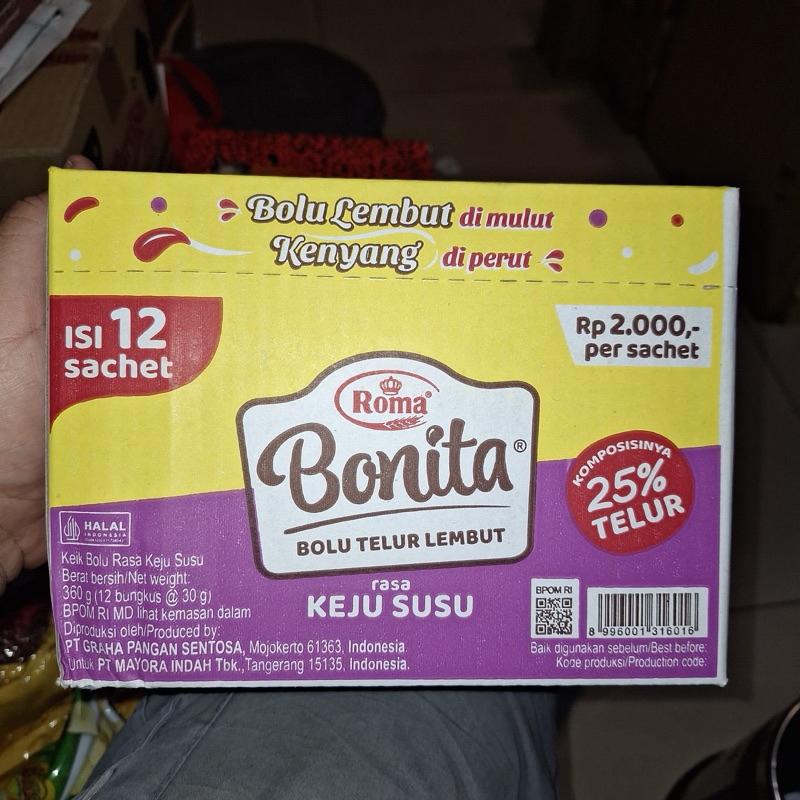 Bolu Lembut di mulut
Kenyang di perut
ISI 12
sachet
Rp 2.000,-
per sachet
Roma®
Bonita®
BOLU TELUR LEMBUT
KOMPOSISINYA
25%
TELUR
rasa
KEJU SUSU
HALAL
INDONESIA
Keik Bolu Rasa Keju Susu
Berat bersih/Net weight:
360 g (12 bungkus @ 30 g)
BPOM RI MD lihat kemasan dalam
Diproduksi oleh/Produced by:
PT GRAHA PANGAN SENTOSA, Mojokerto 61363, Indonesia.
Untuk PT MAYORA INDAH Tbk.,Tangerang 15135, Indonesia.
BPOM RI
8 996001 316016
Baik digunakan sebelum/Best before:
Kode produksi/Production code: